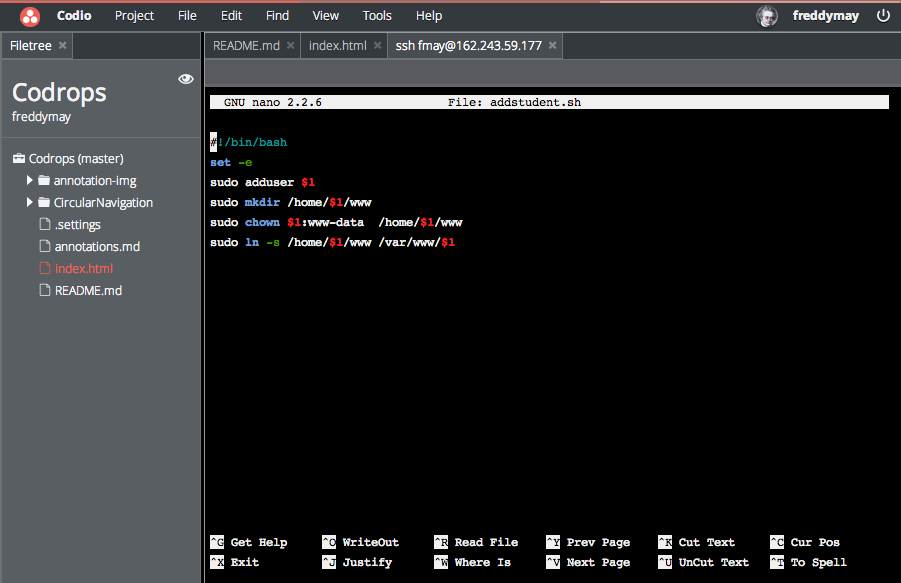 Codio Project File Edit Find View Tools Help freddymay
Filetree × README.md × index.html × ssh fmay@162.243.59.177 ×
Codrops
freddymay
Codrops (master)
annotation-img
CircularNavigation
.settings
annotations.md
index.html
README.md
GNU nano 2.2.6 File: addstudent.sh
#!/bin/bash
set -e
sudo adduser $1
sudo mkdir /home/$1/www
sudo chown $1:www-data  /home/$1/www
sudo ln -s /home/$1/www /var/www/$1
^G Get Help ^O WriteOut ^R Read File ^Y Prev Page ^K Cut Text ^C Cur Pos
^X Exit ^J Justify ^W Where Is ^V Next Page ^U UnCut Text ^T To Spell